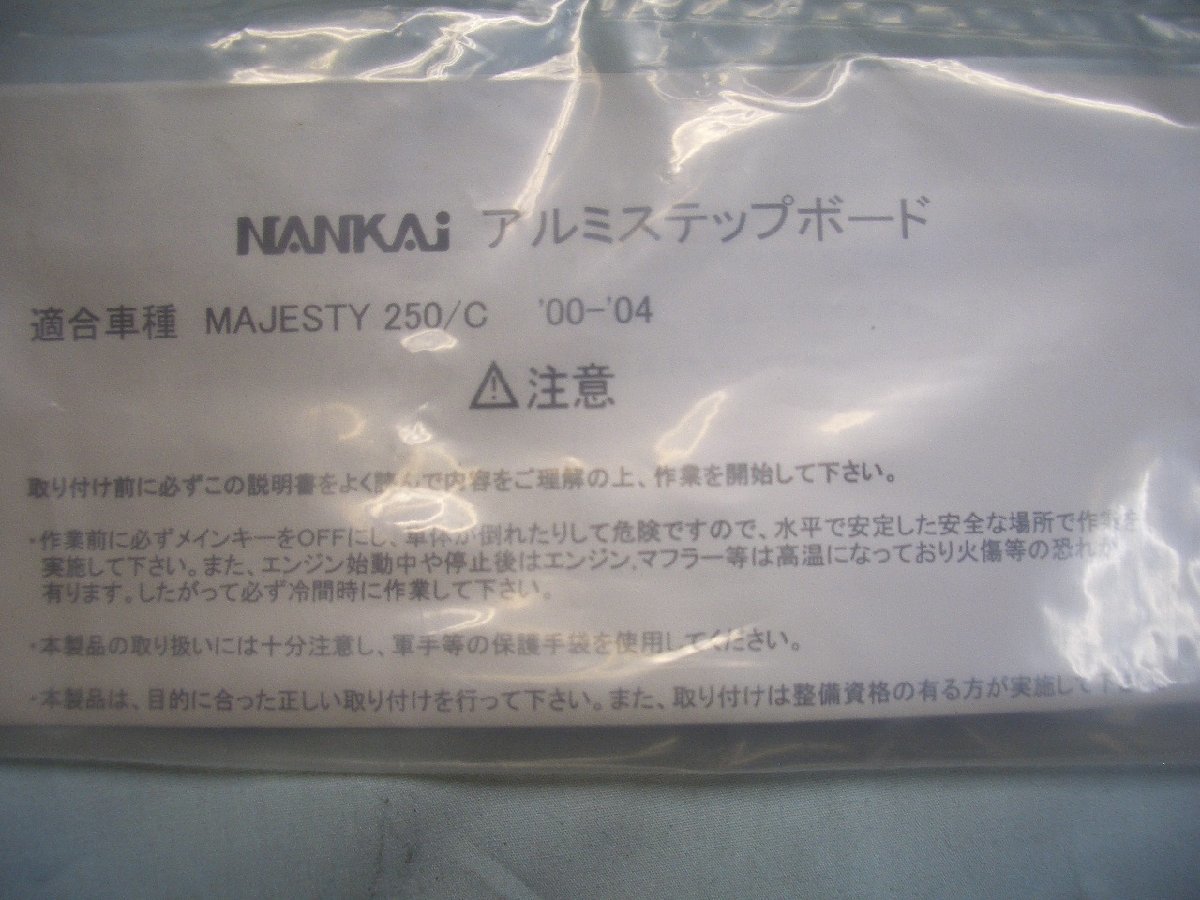 NANKAi アルミステップボード
適合車種 MAJESTY 250/C '00-'04
⚠注意
取り付け前に必ずこの説明書をよく読んで内容をご理解の上、作業を開始して下さい。
・作業前に必ずメインキーをOFFにし、車体が倒れたりして危険ですので、水平で安定した安全な場所で作業を
実施して下さい。また、エンジン始動中や停止後はエンジン,マフラー等は高温になっており火傷等の恐れが
有ります。したがって必ず冷間時に作業して下さい。
・本製品の取り扱いには十分注意し、軍手等の保護手袋を使用してください。
・本製品は、目的に合った正しい取り付けを行って下さい。また、取り付けは整備資格の有る方が実施して下